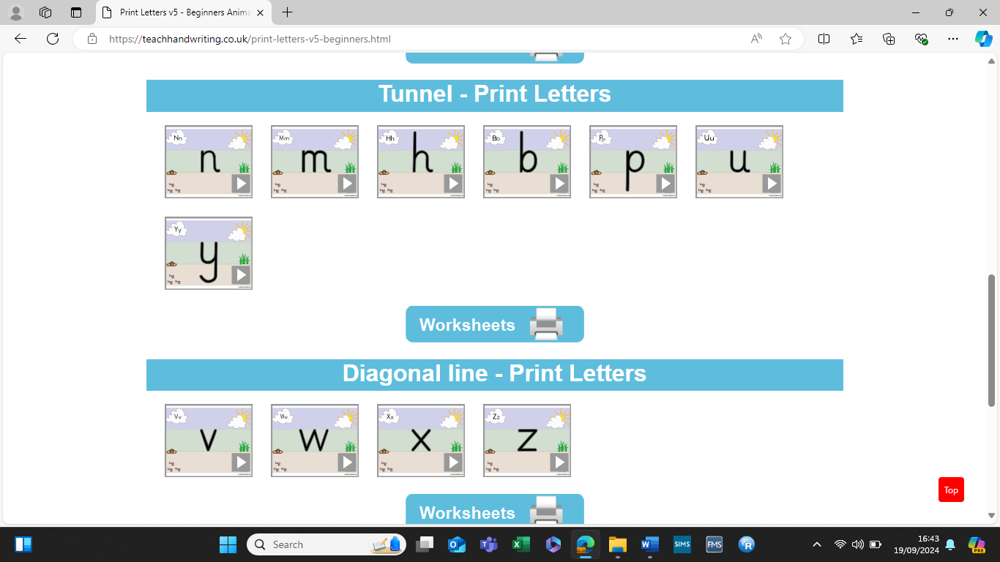 Print Letters v5 - Beginners Anima
https://teachhandwriting.co.uk/print-letters-v5-beginners.html
Tunnel - Print Letters
Nn Mm Hh Bb Pp Uu
n m h b p u
Yy
y
Worksheets
Diagonal line - Print Letters
Vv Ww Xx Zz
v w x z
Top
Worksheets
Search
SIMS
FMS
R
16:43
19/09/2024
PRE